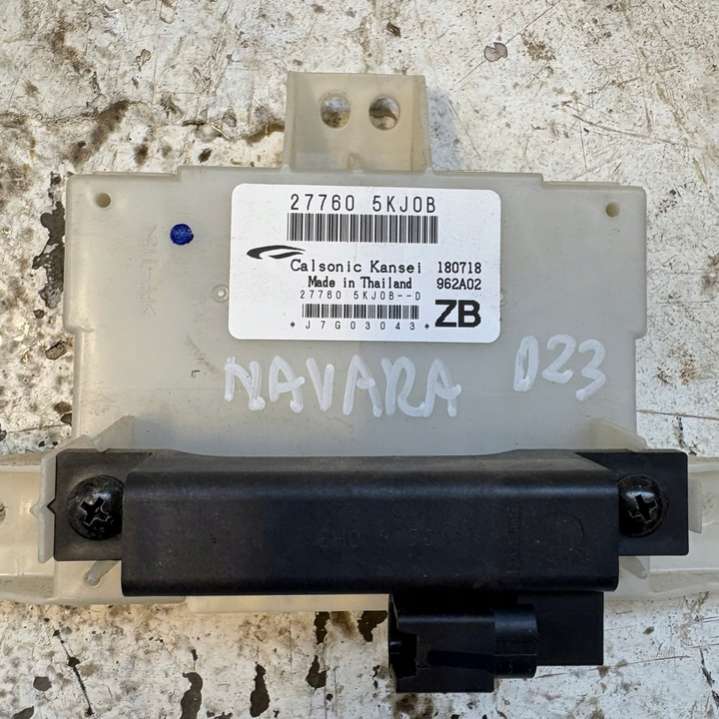 27760 5KJ0B
Calsonic Kansei 180718
Made in Thailand 962A02
27760 5KJ0B--D
*J7G03043* ZB
NAVARA D23